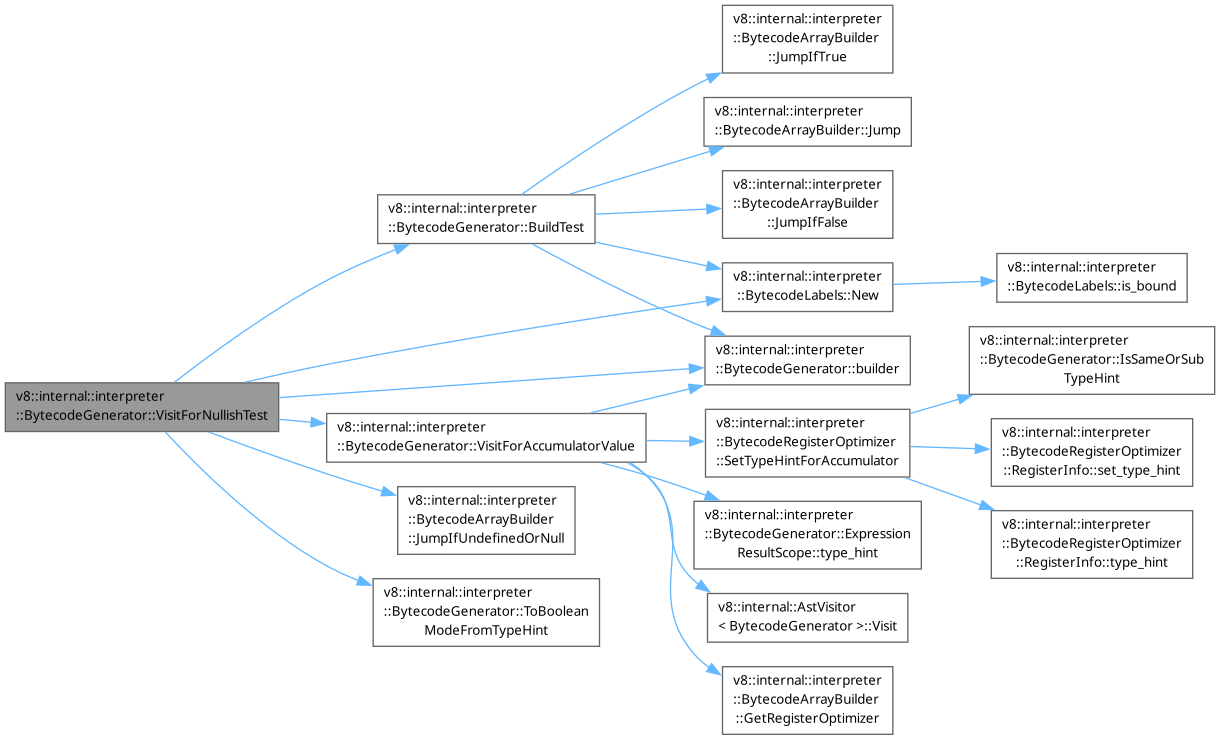 v8::internal::interpreter
::BytecodeGenerator::VisitForNullishTest
v8::internal::interpreter
::BytecodeGenerator::BuildTest
v8::internal::interpreter
::BytecodeGenerator::VisitForAccumulatorValue
v8::internal::interpreter
::BytecodeArrayBuilder
::JumpIfUndefinedOrNull
v8::internal::interpreter
::BytecodeGenerator::ToBoolean
ModeFromTypeHint
v8::internal::interpreter
::BytecodeArrayBuilder
::JumpIfTrue
v8::internal::interpreter
::BytecodeArrayBuilder::Jump
v8::internal::interpreter
::BytecodeArrayBuilder
::JumpIfFalse
v8::internal::interpreter
::BytecodeLabels::New
v8::internal::interpreter
::BytecodeGenerator::builder
v8::internal::interpreter
::BytecodeRegisterOptimizer
::SetTypeHintForAccumulator
v8::internal::interpreter
::BytecodeGenerator::Expression
ResultScope::type_hint
v8::internal::AstVisitor
< BytecodeGenerator >::Visit
v8::internal::interpreter
::BytecodeArrayBuilder
::GetRegisterOptimizer
v8::internal::interpreter
::BytecodeLabels::is_bound
v8::internal::interpreter
::BytecodeGenerator::IsSameOrSub
TypeHint
v8::internal::interpreter
::BytecodeRegisterOptimizer
::RegisterInfo::set_type_hint
v8::internal::interpreter
::BytecodeRegisterOptimizer
::RegisterInfo::type_hint